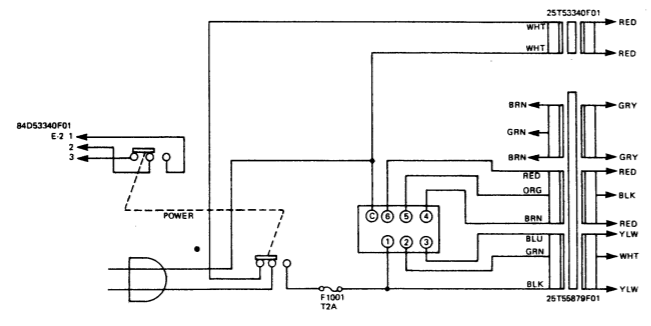 25T53340F01
WHT
RED
WHT
RED
BRN
GRY
84D53340F01
E-2 1
2
3
GRN
BRN
GRY
RED
RED
ORG
BLK
BRN
RED
C 6 5 4
1 2 3
POWER
BLU
YLW
GRN
WHT
BLK
YLW
F1001
T2A
25T55879F01